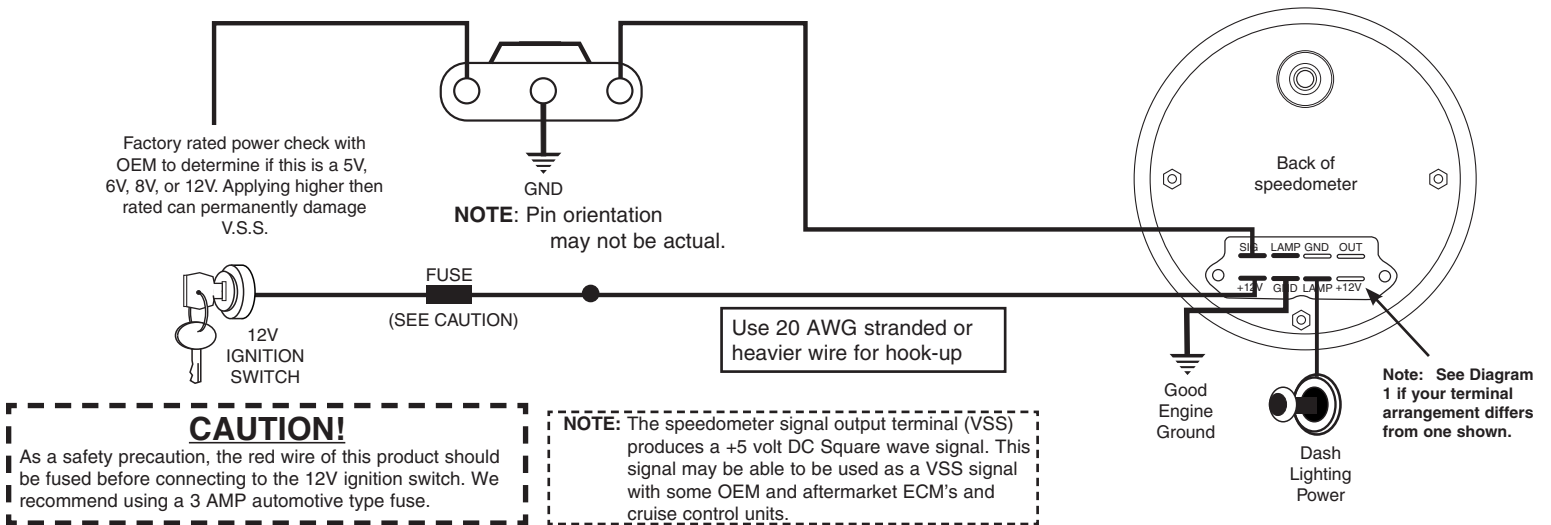 Factory rated power check with
OEM to determine if this is a 5V,
6V, 8V, or 12V. Applying higher then
rated can permanently damage
V.S.S.
GND
NOTE: Pin orientation
may not be actual.
Back of
speedometer
SIG LAMP GND OUT
+12V GND LAMP +12V
FUSE
(SEE CAUTION)
12V
IGNITION
SWITCH
Use 20 AWG stranded or
heavier wire for hook-up
Good
Engine
Ground
Dash
Lighting
Power
Note: See Diagram
1 if your terminal
arrangement differs
from one shown.
CAUTION!
As a safety precaution, the red wire of this product should
be fused before connecting to the 12V ignition switch. We
recommend using a 3 AMP automotive type fuse.
NOTE: The speedometer signal output terminal (VSS)
produces a +5 volt DC Square wave signal. This
signal may be able to be used as a VSS signal
with some OEM and aftermarket ECM's and
cruise control units.